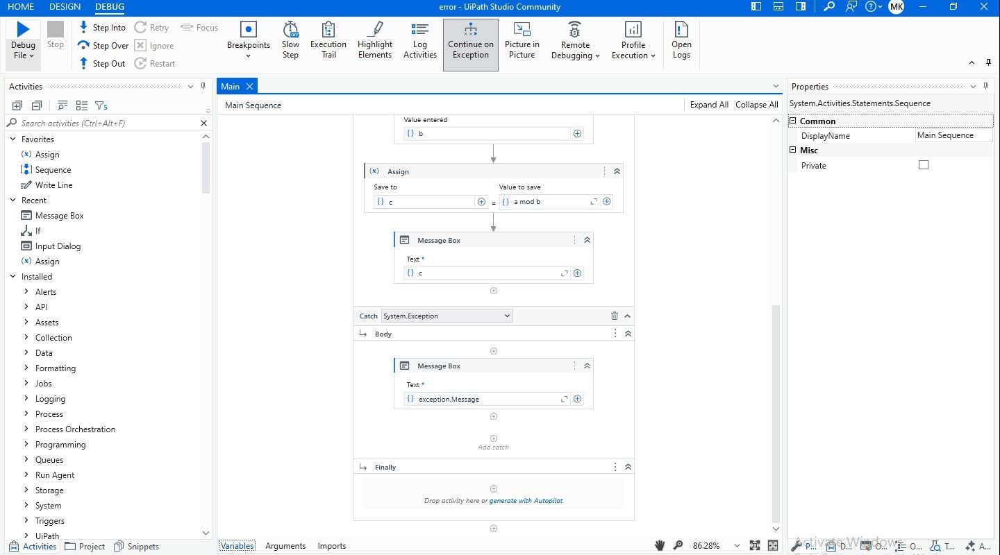 HOME DESIGN DEBUG
error - UiPath Studio Community
MK
Debug File
Stop
Step Into
Step Over
Step Out
Retry
Ignore
Restart
Focus
Breakpoints
Slow Step
OFF
Execution Trail
Highlight Elements
Log Activities
Continue on Exception
Picture in Picture
Remote Debugging
Profile Execution
Open Logs
Activities
5
Search activities (Ctrl+Alt+F)
Favorites
Assign
Sequence
Write Line
Recent
Message Box
If
Input Dialog
Assign
Installed
Alerts
API
Assets
Collection
Data
Formatting
Jobs
Logging
Process
Process Orchestration
Programming
Queues
Run Agent
Storage
System
Triggers
UiPath
Activities Project Snippets
Main
Main Sequence
Expand All Collapse All
Value entered
{} b
(x) Assign
Save to Value to save
{} c = {} a mod b
Message Box
Text *
{} c
Catch System.Exception
Body
Message Box
Text *
{} exception.Message
Add catch
Finally
Drop activity here or generate with Autopilot
Variables Arguments Imports
86.28%
Properties
System.Activities.Statements.Sequence
Common
DisplayName Main Sequence
Misc
Private
Activate Windows
P... D... O... O... T... A...